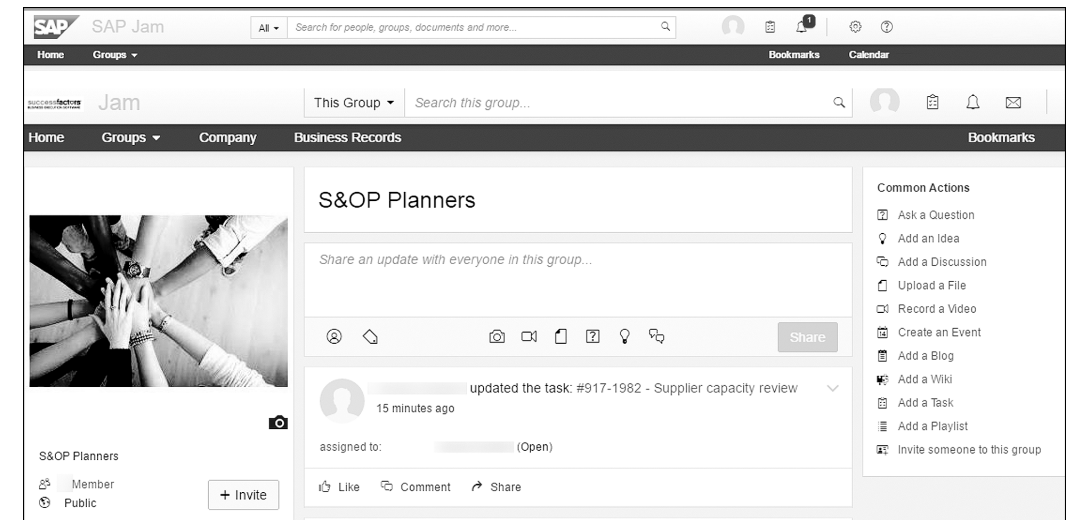 SAP SAP Jam All Search for people, groups, documents and more... 1
Home Groups Bookmarks Calendar
successfactors Jam This Group Search this group...
Home Groups Company Business Records Bookmarks
S&OP Planners
Share an update with everyone in this group...
Share
updated the task: #917-1982 - Supplier capacity review
15 minutes ago
assigned to: (Open)
Like Comment Share
S&OP Planners
Member
Public
+ Invite
Common Actions
Ask a Question
Add an Idea
Add a Discussion
Upload a File
Record a Video
Create an Event
Add a Blog
Add a Wiki
Add a Task
Add a Playlist
Invite someone to this group